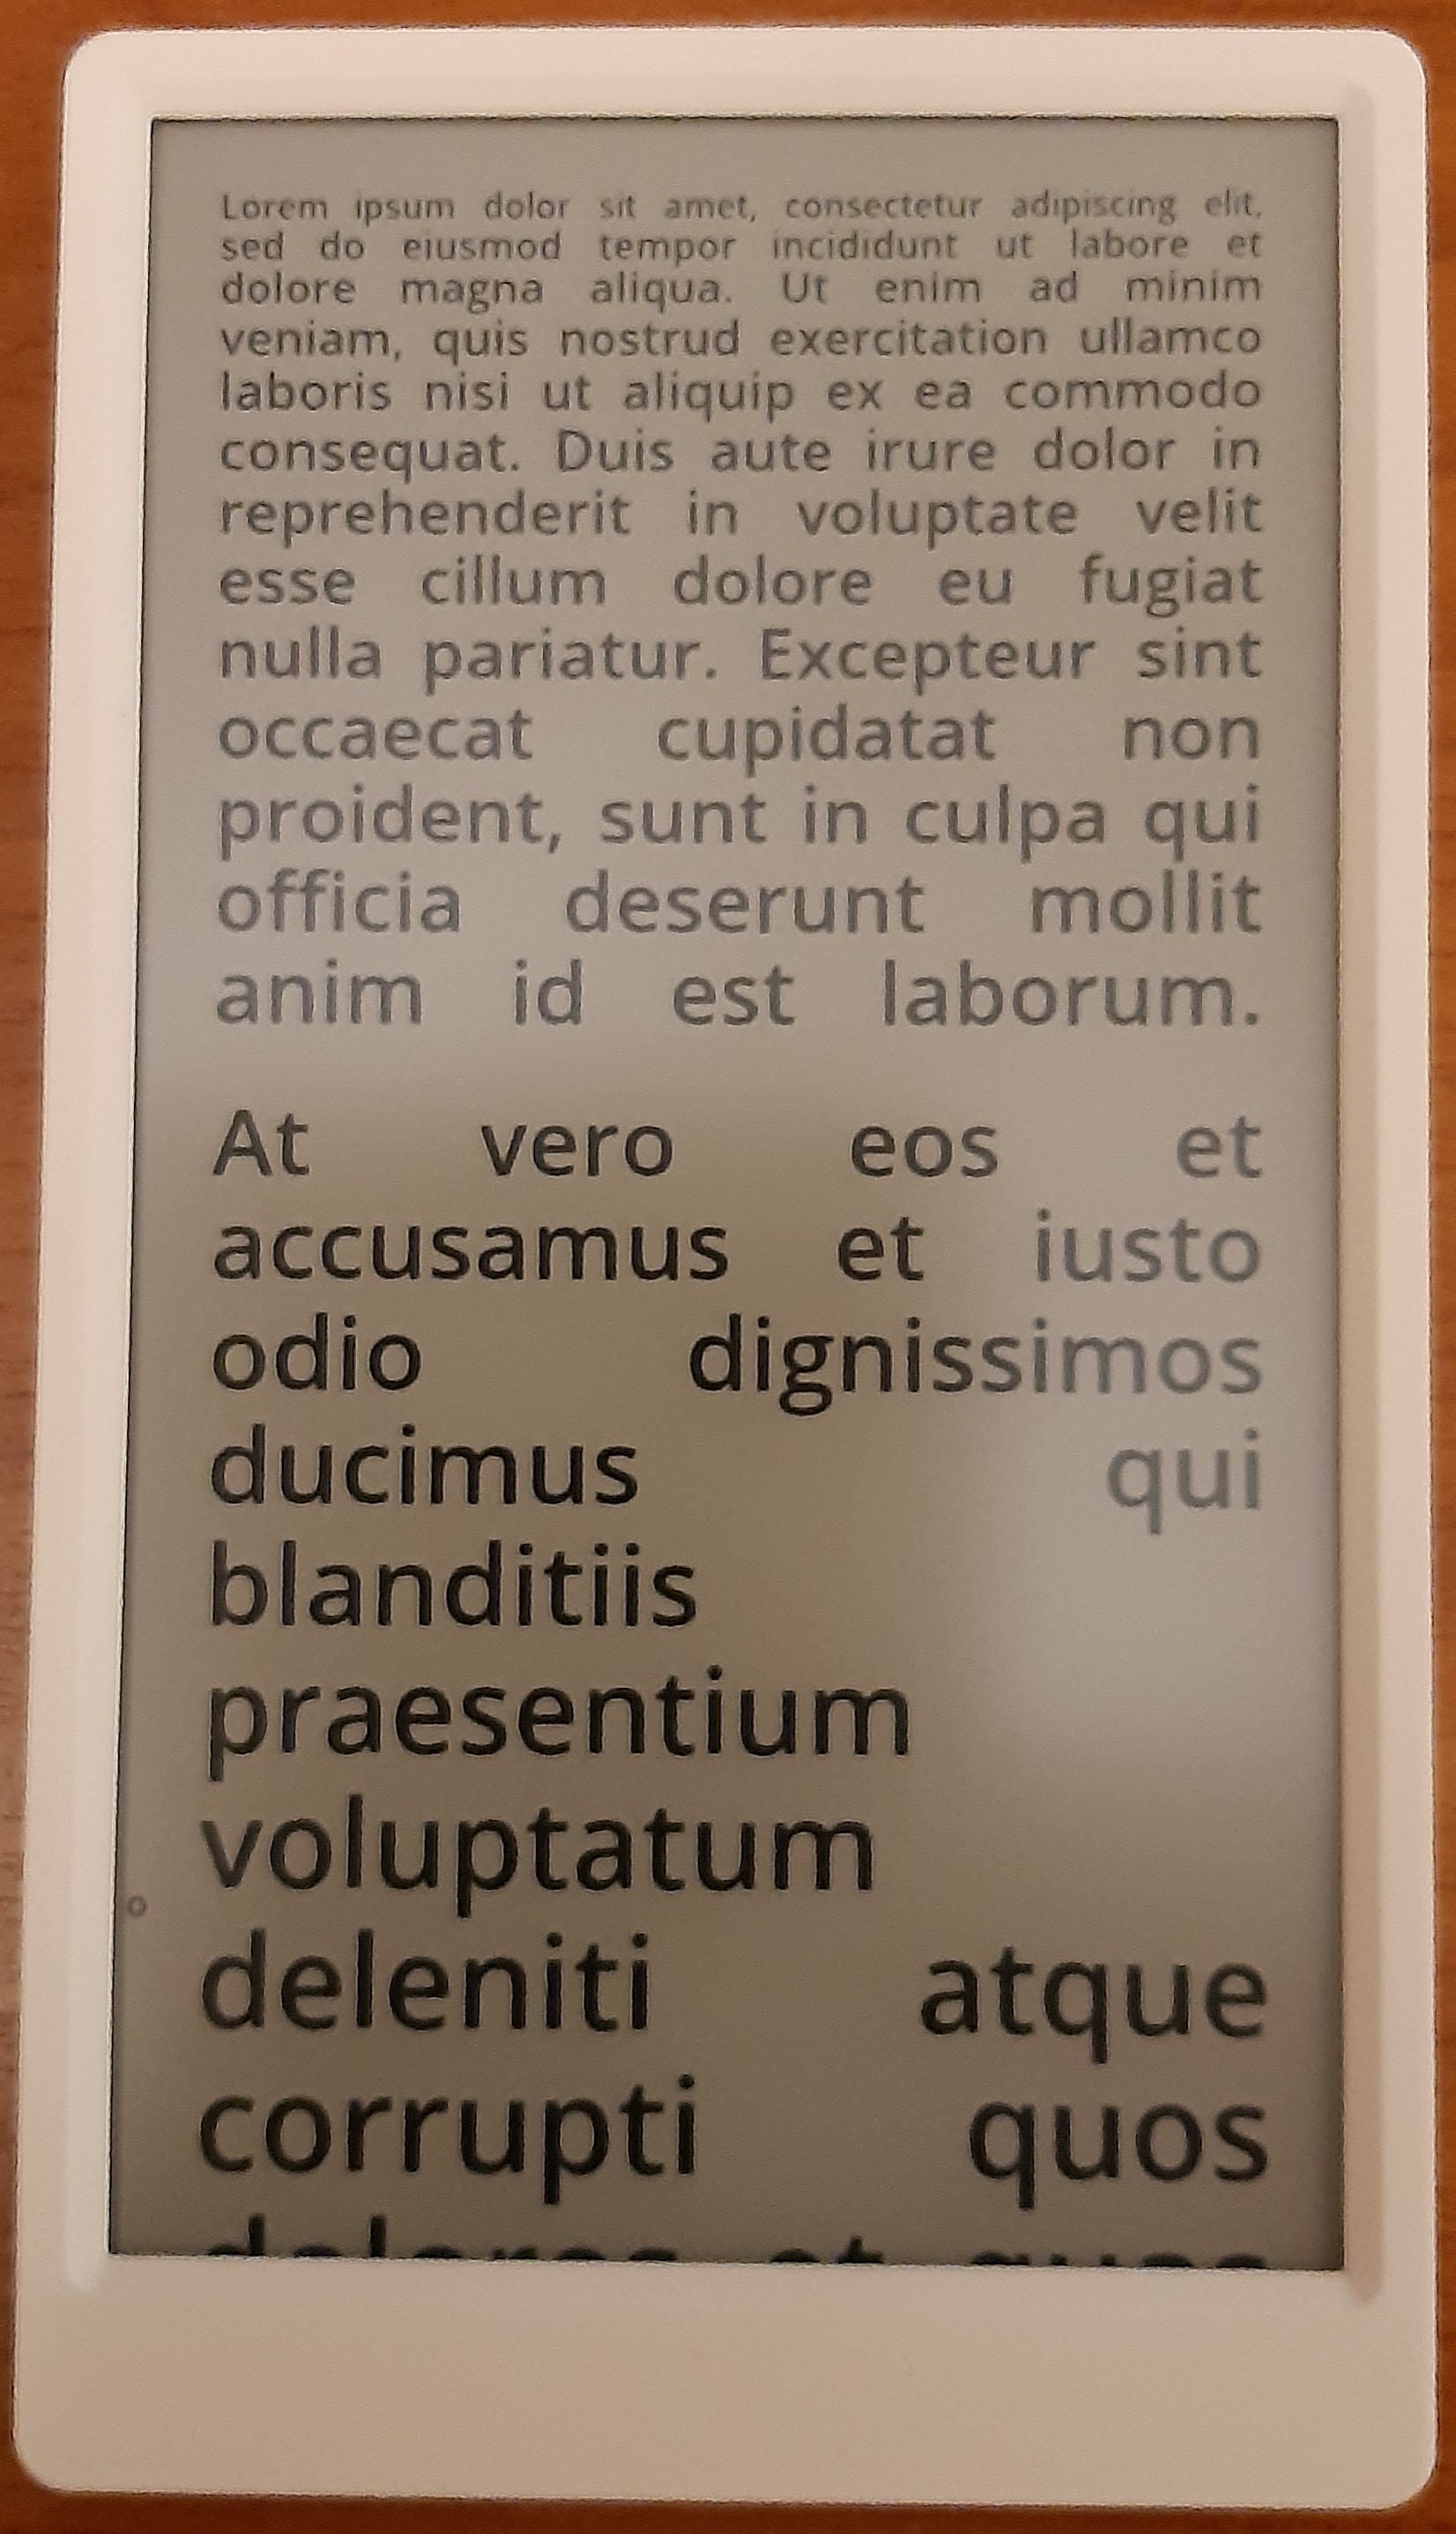 Lorem ipsum dolor sit amet, consectetur adipiscing elit,
sed do eiusmod tempor incididunt ut labore et
dolore magna aliqua. Ut enim ad minim
veniam, quis nostrud exercitation ullamco
laboris nisi ut aliquip ex ea commodo
consequat. Duis aute irure dolor in
reprehenderit in voluptate velit
esse cillum dolore eu fugiat
nulla pariatur. Excepteur sint
occaecat cupidatat non
proident, sunt in culpa qui
officia deserunt mollit
anim id est laborum.
At vero eos et
accusamus et iusto
odio dignissimos
ducimus qui
blanditiis
praesentium
voluptatum
deleniti atque
corrupti quos